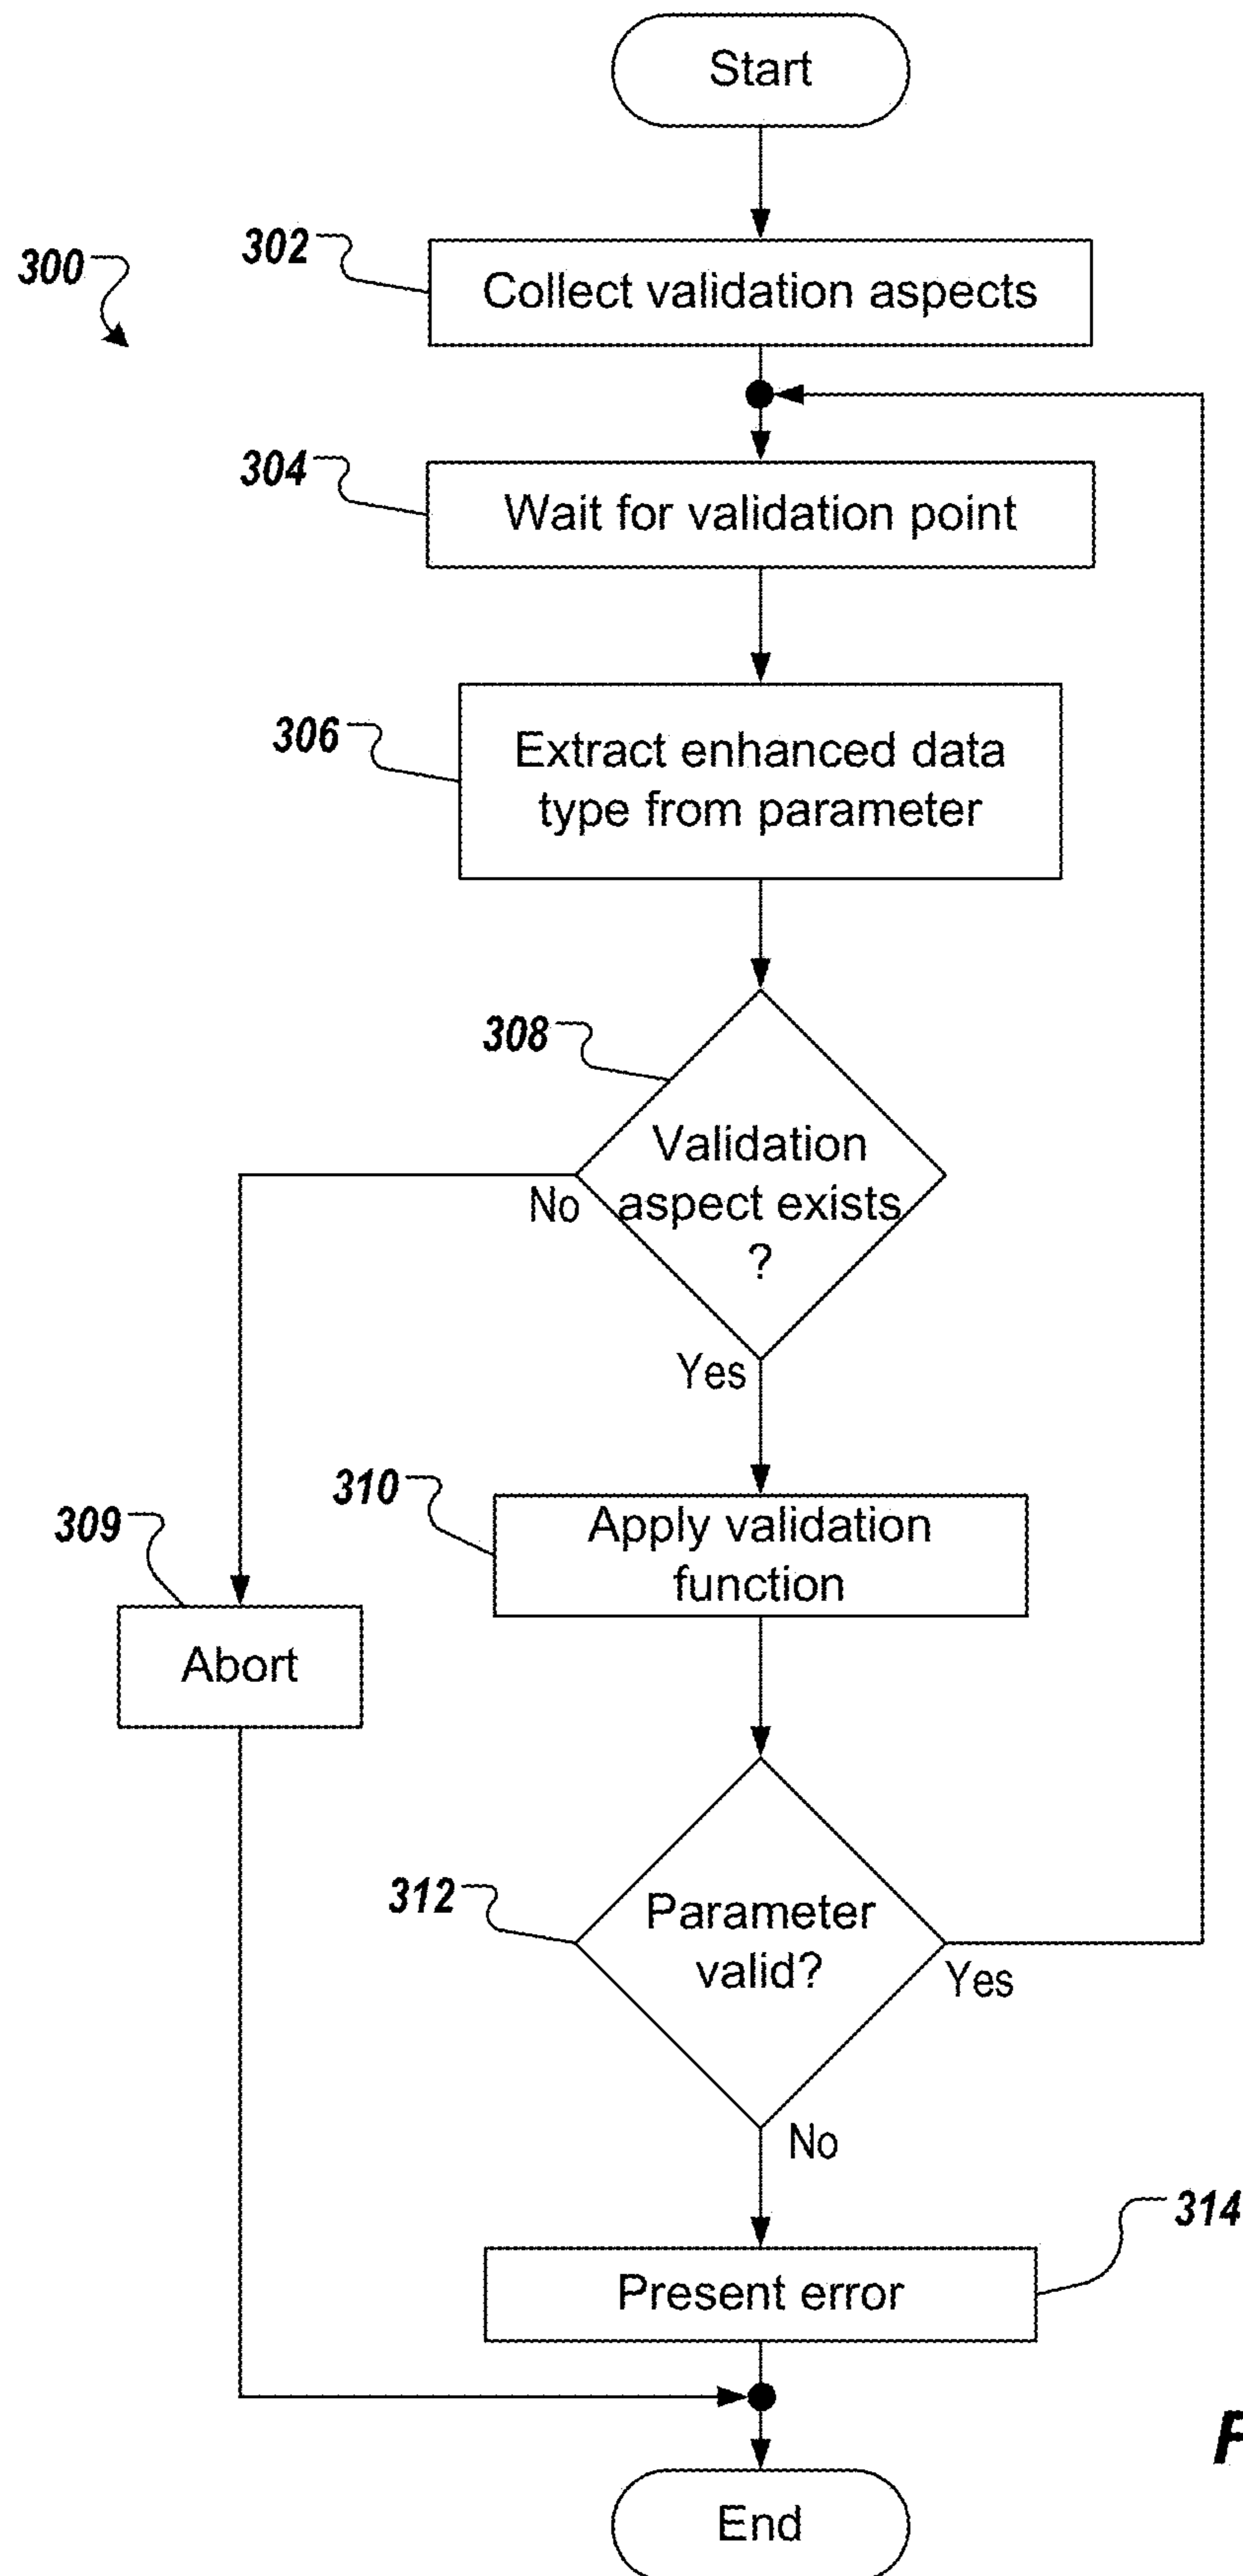 Start
302
300
Collect validation aspects
304
Wait for validation point
306
Extract enhanced data
type from parameter
308
Validation
aspect exists
?
No
Yes
310
Apply validation
function
309
Abort
312
Parameter
valid?
Yes
No
314
Present error
End